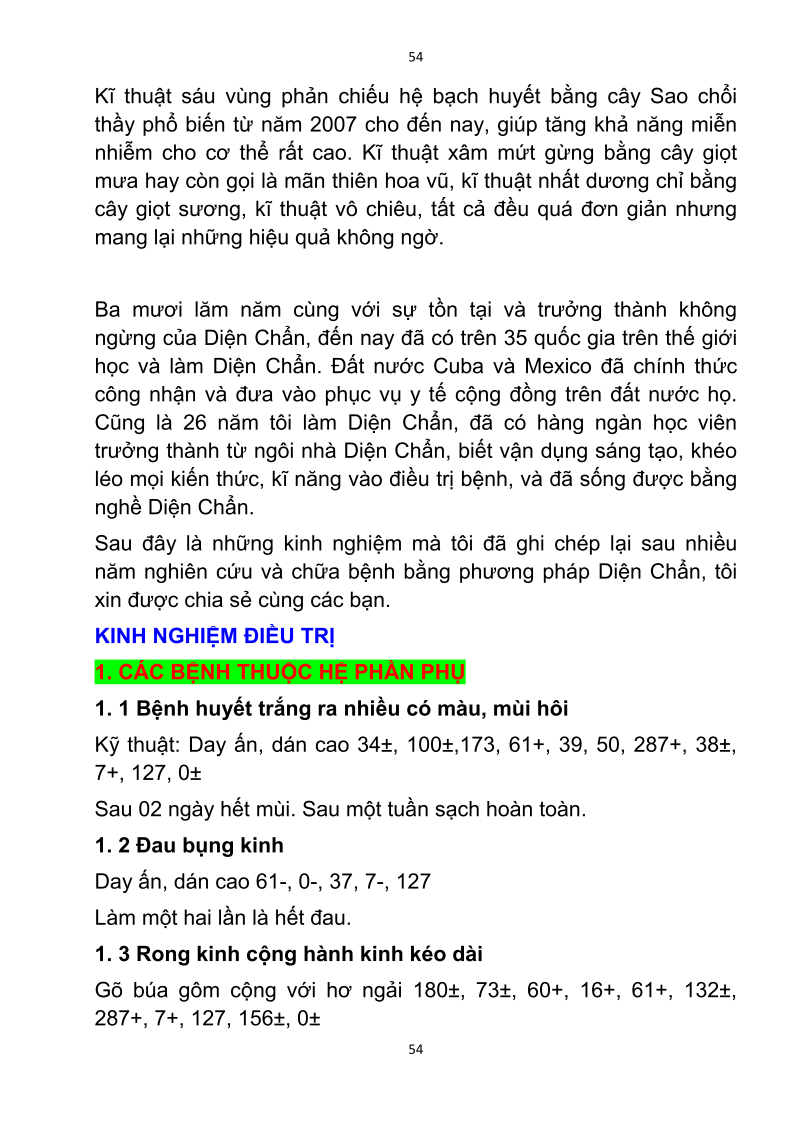 54
Kĩ thuật sáu vùng phản chiếu hệ bạch huyết bằng cây Sao chổi
thầy phổ biến từ năm 2007 cho đến nay, giúp tăng khả năng miễn
nhiễm cho cơ thể rất cao. Kĩ thuật xâm mứt gừng bằng cây giọt
mưa hay còn gọi là mãn thiên hoa vũ, kĩ thuật nhất dương chỉ bằng
cây giọt sương, kĩ thuật vô chiêu, tất cả đều quá đơn giản nhưng
mang lại những hiệu quả không ngờ.
Ba mươi lăm năm cùng với sự tồn tại và trưởng thành không
ngừng của Diện Chẩn, đến nay đã có trên 35 quốc gia trên thế giới
học và làm Diện Chẩn. Đất nước Cuba và Mexico đã chính thức
công nhận và đưa vào phục vụ y tế cộng đồng trên đất nước họ.
Cũng là 26 năm tôi làm Diện Chẩn, đã có hàng ngàn học viên
trưởng thành từ ngôi nhà Diện Chẩn, biết vận dụng sáng tạo, khéo
léo mọi kiến thức, kĩ năng vào điều trị bệnh, và đã sống được bằng
nghề Diện Chẩn.
Sau đây là những kinh nghiệm mà tôi đã ghi chép lại sau nhiều
năm nghiên cứu và chữa bệnh bằng phương pháp Diện Chẩn, tôi
xin được chia sẻ cùng các bạn.
KINH NGHIỆM ĐIỀU TRỊ
1. CÁC BỆNH THUỘC HỆ PHẦN PHỤ
1. 1 Bệnh huyết trắng ra nhiều có màu, mùi hôi
Kỹ thuật: Day ấn, dán cao 34±, 100±,173, 61+, 39, 50, 287+, 38±,
7+, 127, 0±
Sau 02 ngày hết mùi. Sau một tuần sạch hoàn toàn.
1. 2 Đau bụng kinh
Day ấn, dán cao 61-, 0-, 37, 7-, 127
Làm một hai lần là hết đau.
1. 3 Rong kinh cộng hành kinh kéo dài
Gõ búa gôm cộng với hơ ngải 180±, 73±, 60+, 16+, 61+, 132±,
287+, 7+, 127, 156±, 0±
54